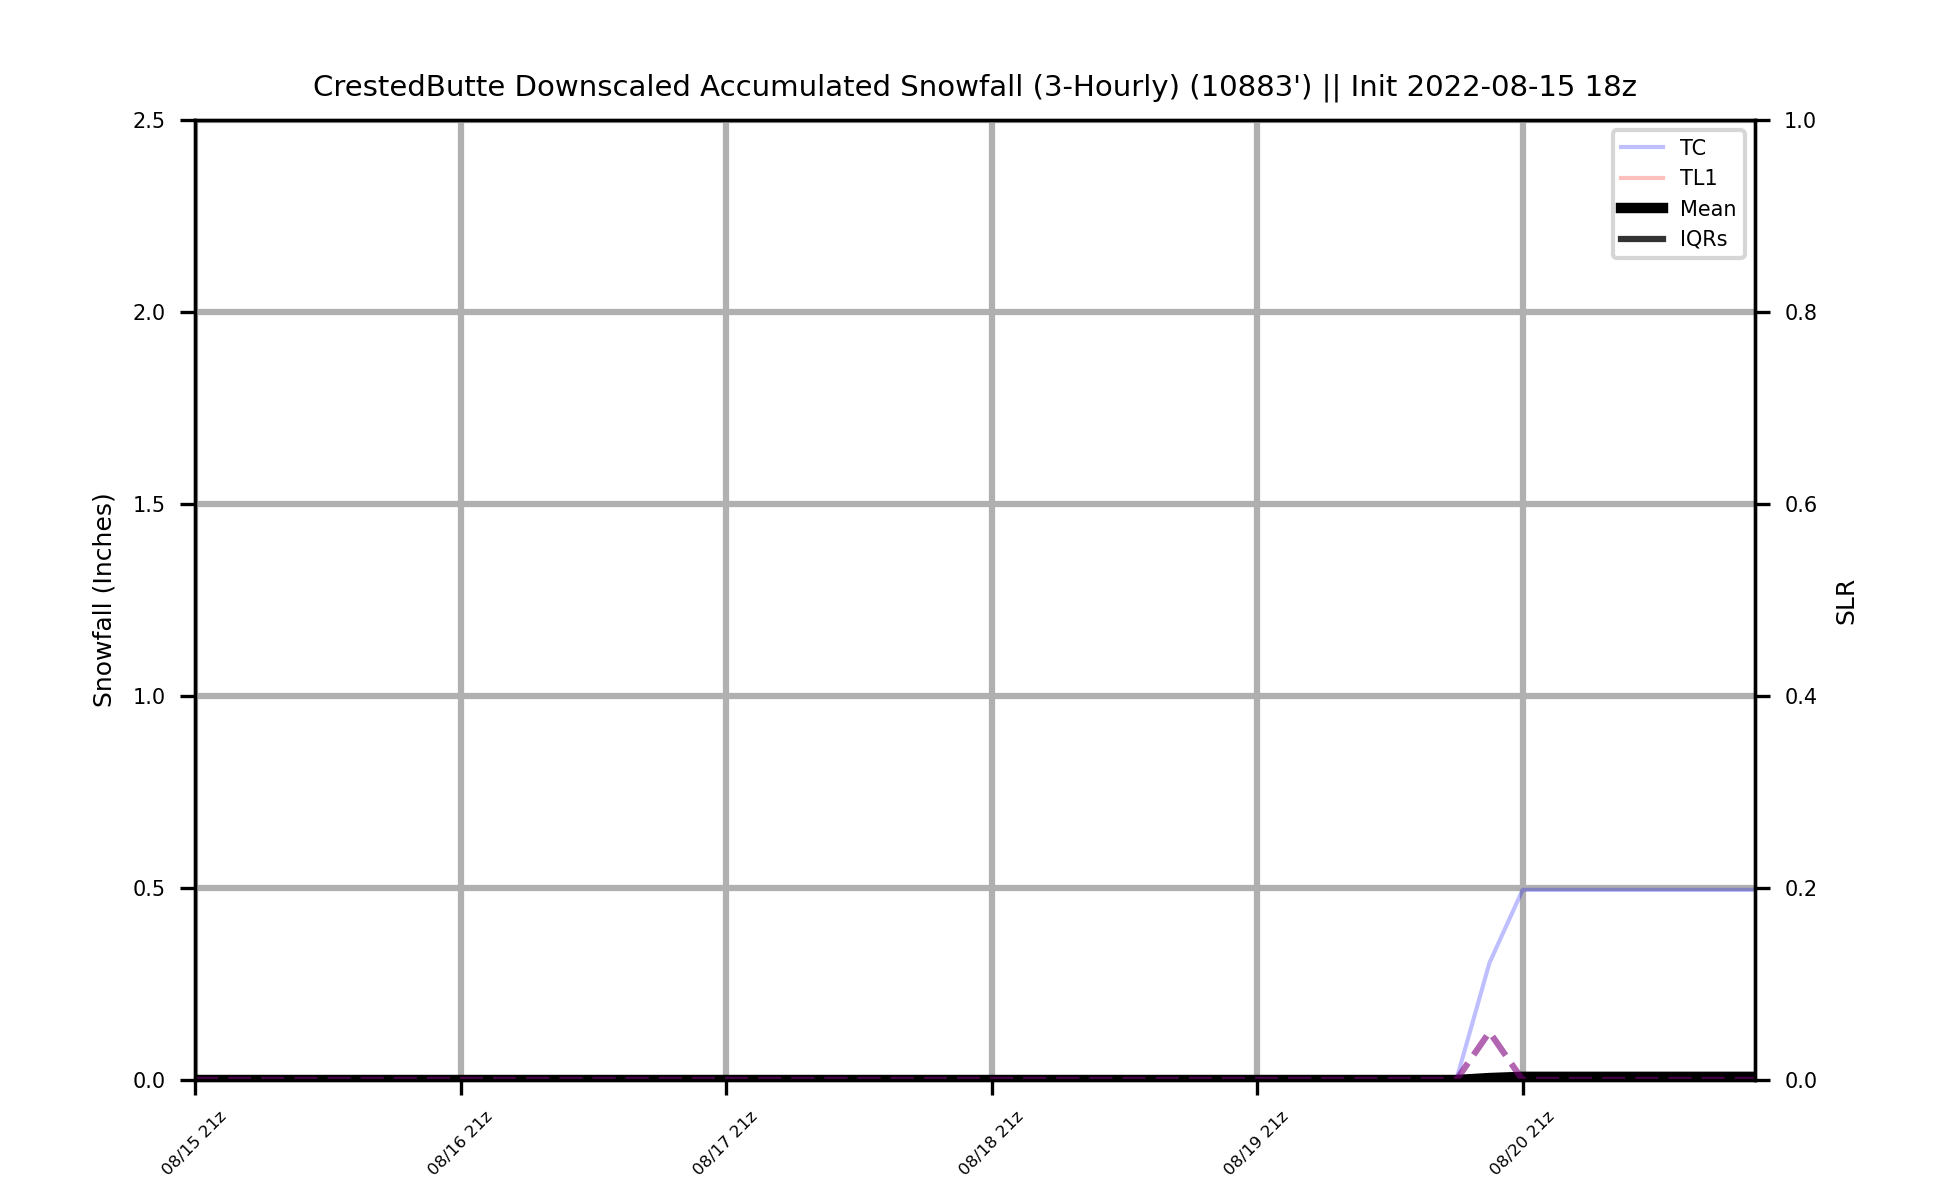 CrestedButte Downscaled Accumulated Snowfall (3-Hourly) (10883') || Init 2022-08-15 18z
TC
TL1
Mean
IQRs
Snowfall (Inches)
2.5
2.0
1.5
1.0
0.5
0.0
SLR
1.0
0.8
0.6
0.4
0.2
0.0
08/15 21z
08/16 21z
08/17 21z
08/18 21z
08/19 21z
08/20 21z